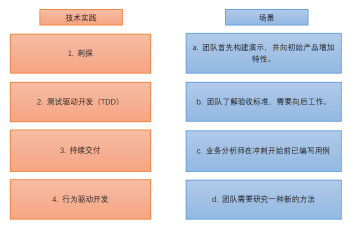 技术实践
场景
1. 刺探
a. 团队首先构建演示，并向初始产品增加
特性。
2. 测试驱动开发（TDD）
b. 团队了解验收标准，需要向后工作。
3. 持续交付
c. 业务分析师在冲刺开始前已编写用例
4. 行为驱动开发
d. 团队需要研究一种新的方法